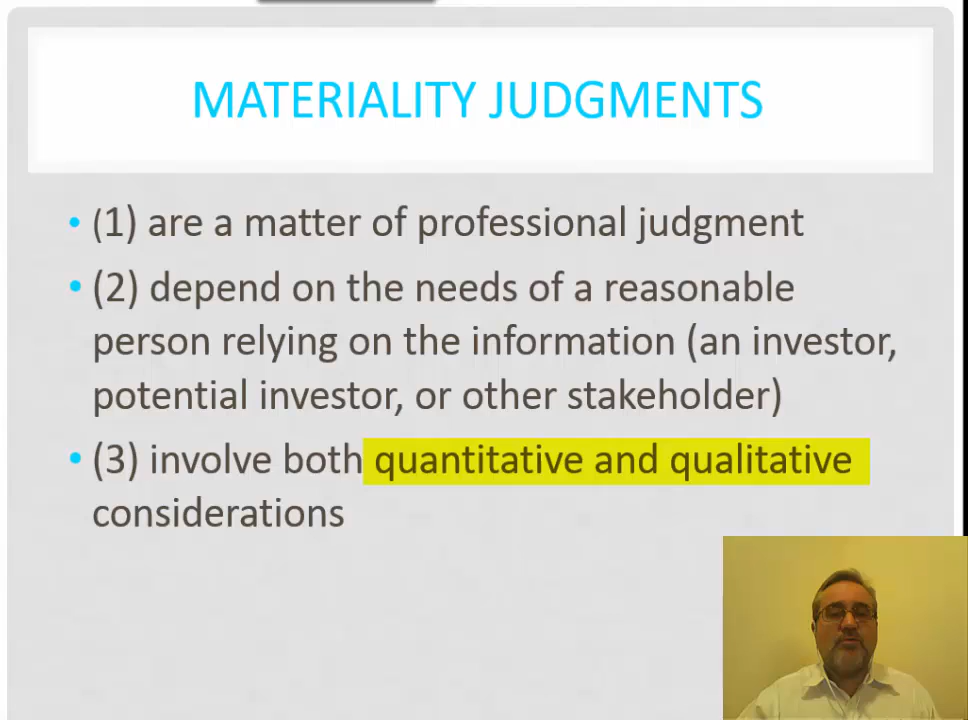 MATERIALITY JUDGMENTS
• (1) are a matter of professional judgment
• (2) depend on the needs of a reasonable
person relying on the information (an investor,
potential investor, or other stakeholder)
• (3) involve both quantitative and qualitative
considerations